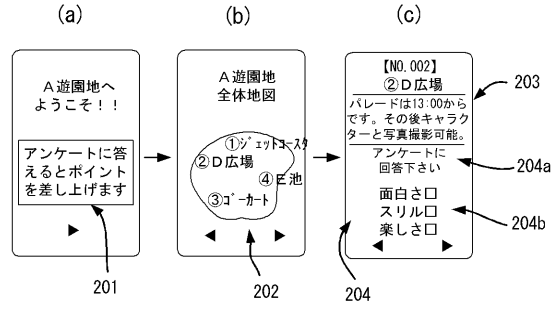 (a)
A遊園地へ
ようこそ！！
アンケートに答
えるとポイント
を差し上げます
▶
201
(b)
A遊園地
全体地図
①ｼﾞｪｯﾄｺｰｽﾀ
②D広場
④E池
③ｺﾞｰｶｰﾄ
◀ ▶
202
(c)
【NO.002】
②D広場
パレードは13:00から
です。その後キャラク
ターと写真撮影可能。
アンケートに
回答下さい
面白さ□
スリル□
楽しさ□
◀ ▶
203
204a
204b
204